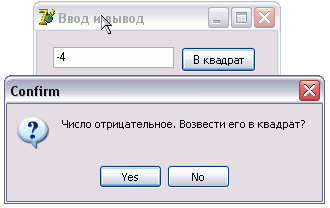 Ввод и вывод
-4
В квадрат
Confirm
Число отрицательное. Возвести его в квадрат?
Yes No